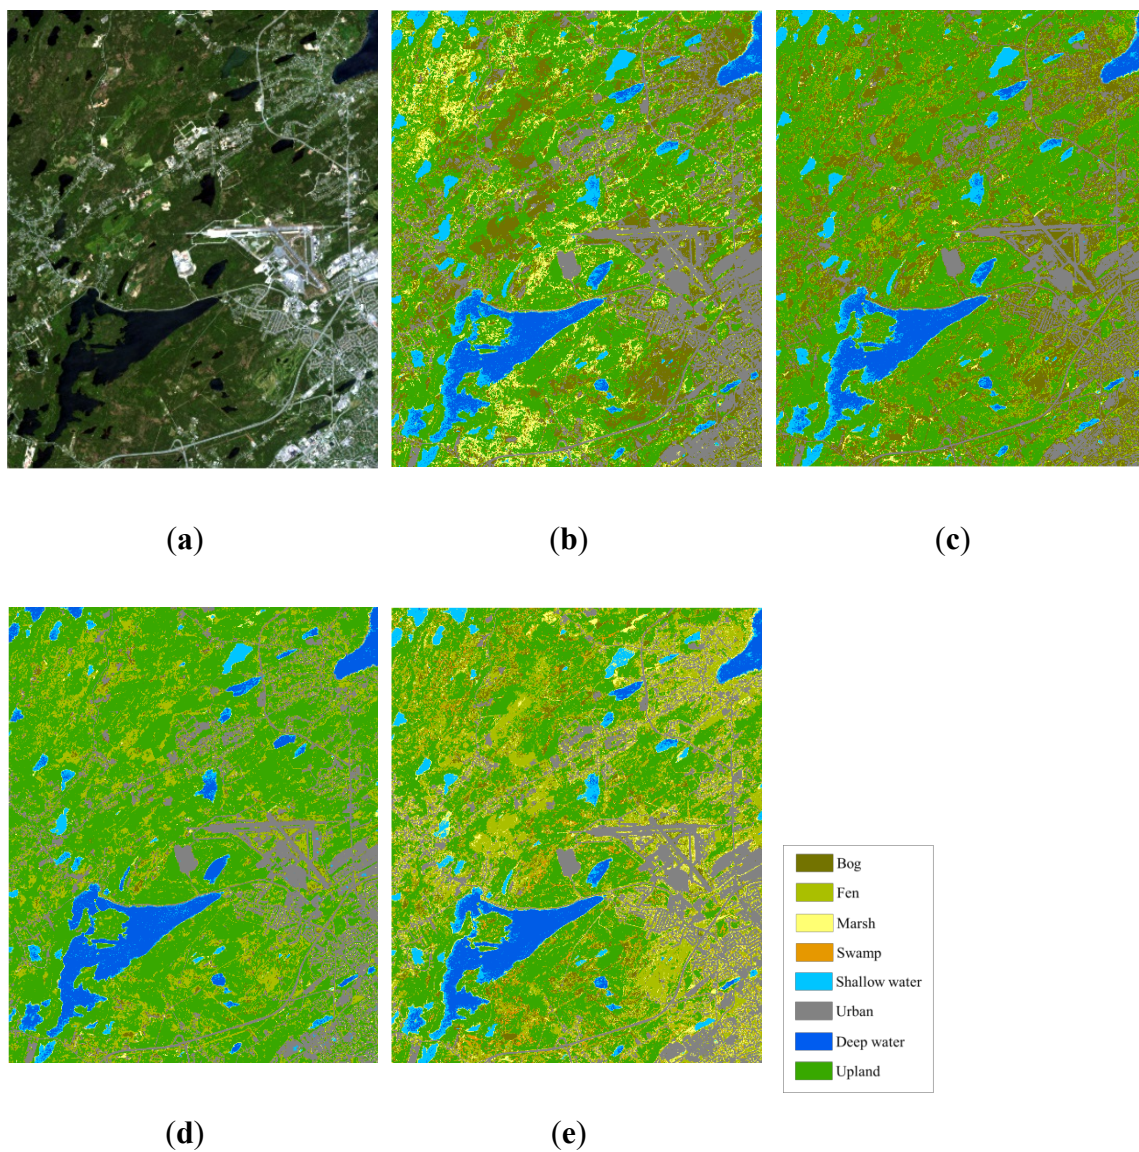 (a)
(b)
(c)
(d)
(e)
Bog
Fen
Marsh
Swamp
Shallow water
Urban
Deep water
Upland